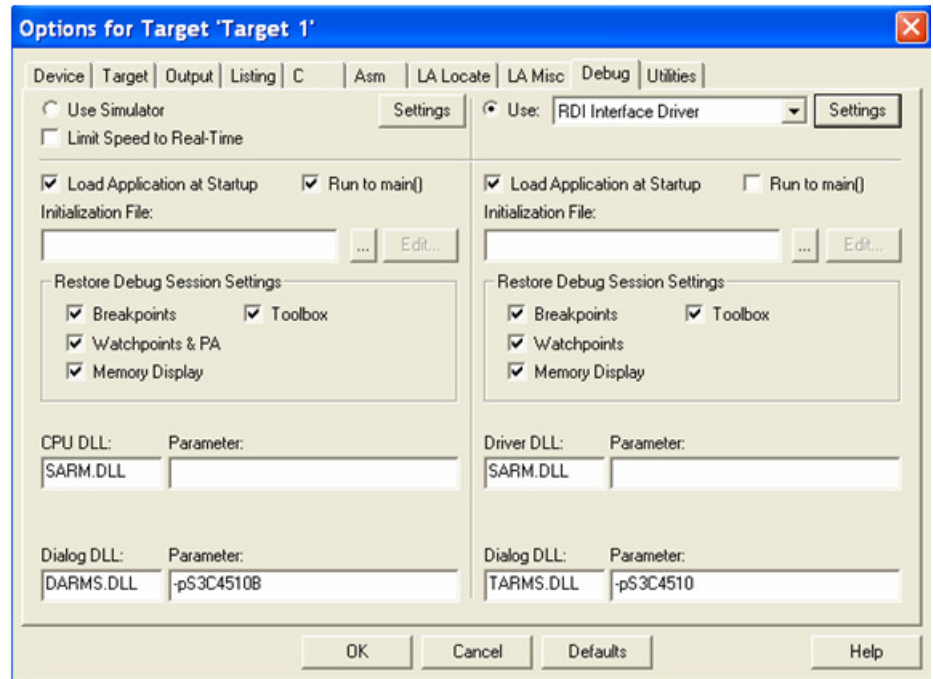 Options for Target 'Target 1'
Device Target Output Listing C Asm LA Locate LA Misc Debug Utilities
Use Simulator Settings Use: RDI Interface Driver Settings
Limit Speed to Real-Time
Load Application at Startup Run to main() Load Application at Startup Run to main()
Initialization File: Initialization File:
... Edit... ... Edit...
Restore Debug Session Settings Restore Debug Session Settings
Breakpoints Toolbox Breakpoints Toolbox
Watchpoints & PA Watchpoints
Memory Display Memory Display
CPU DLL: Parameter: Driver DLL: Parameter:
SARM.DLL SARM.DLL
Dialog DLL: Parameter: Dialog DLL: Parameter:
DARMS.DLL -pS3C4510B TARMS.DLL -pS3C4510
OK Cancel Defaults Help